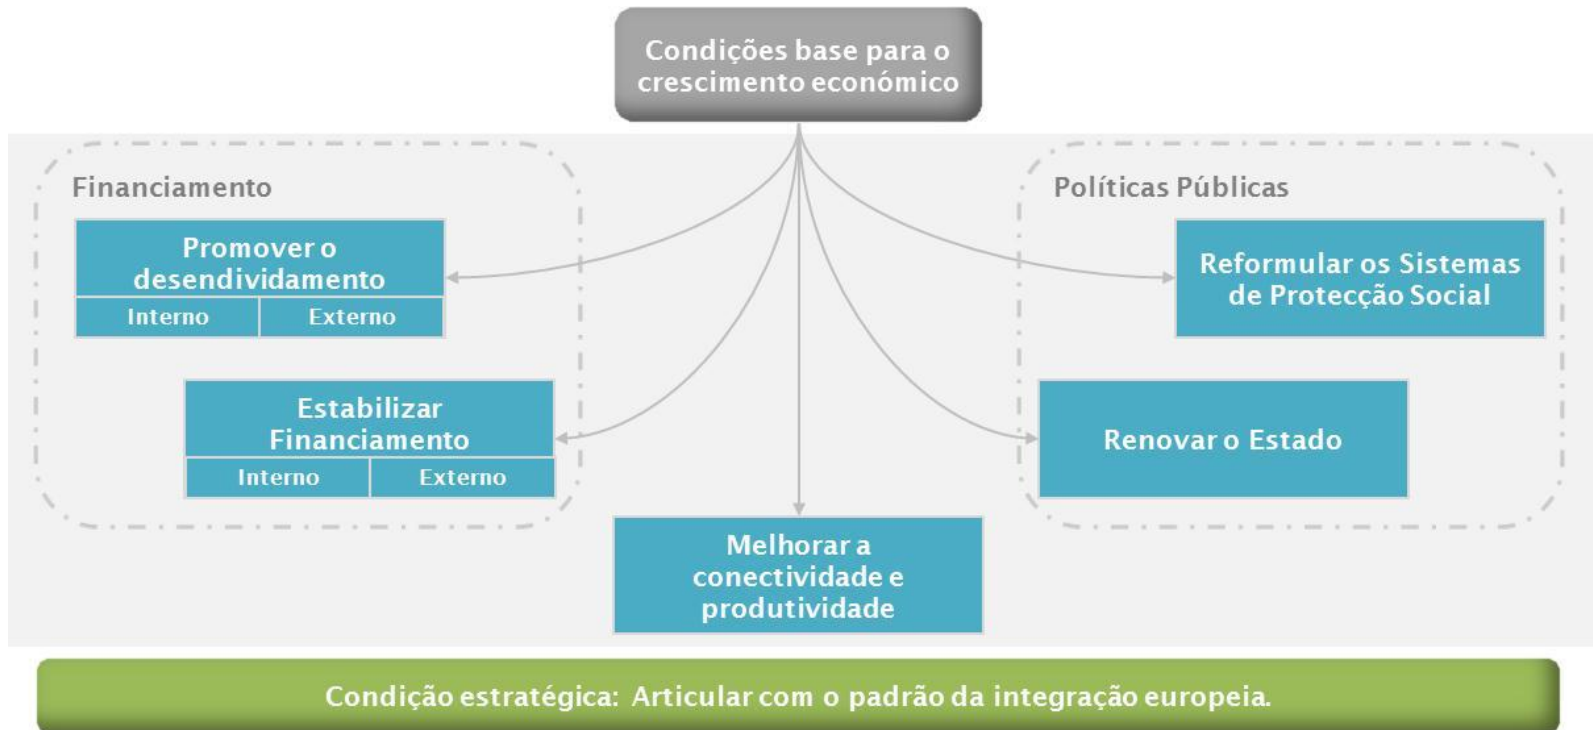 Condições base para o
crescimento económico
Financiamento
Promover o
desendividamento
Interno
Externo
Estabilizar
Financiamento
Interno
Externo
Melhorar a
conectividade e
produtividade
Políticas Públicas
Reformular os Sistemas
de Protecção Social
Renovar o Estado
Condição estratégica: Articular com o padrão da integração europeia.